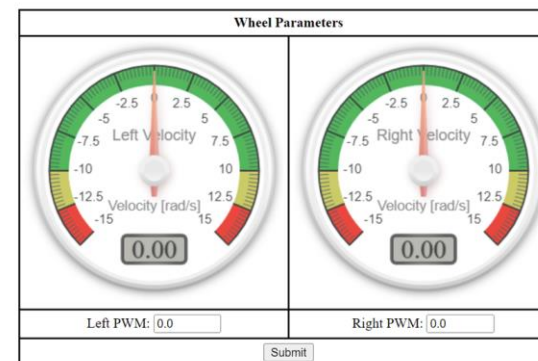 Wheel Parameters
-15 -12.5 -10 -7.5 -5 -2.5 0 2.5 5 7.5 10 12.5 15
Left Velocity
Velocity [rad/s]
0.00
-15 -12.5 -10 -7.5 -5 -2.5 0 2.5 5 7.5 10 12.5 15
Right Velocity
Velocity [rad/s]
0.00
Left PWM: 0.0
Right PWM: 0.0
Submit